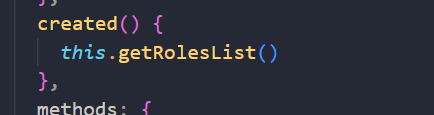 },
created() {
this.getRolesList()
},
methods: {